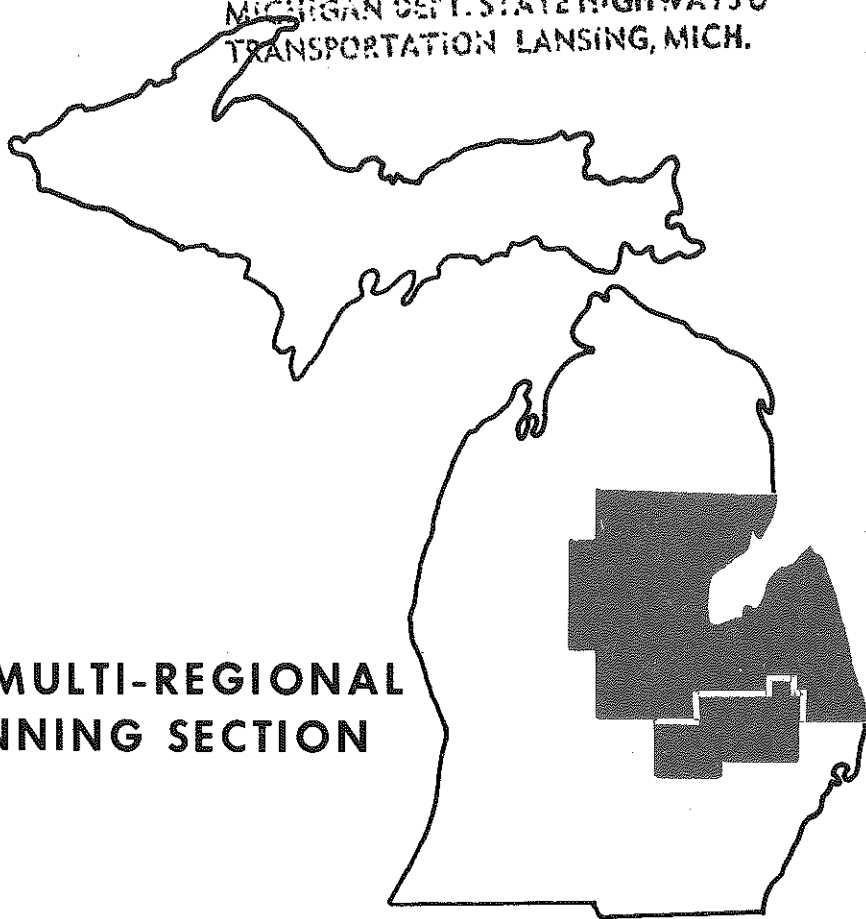 MICHIGAN DEPT. STATE HIGHWAYS &
TRANSPORTATION LANSING, MICH.
MULTI-REGIONAL
NNING SECTION